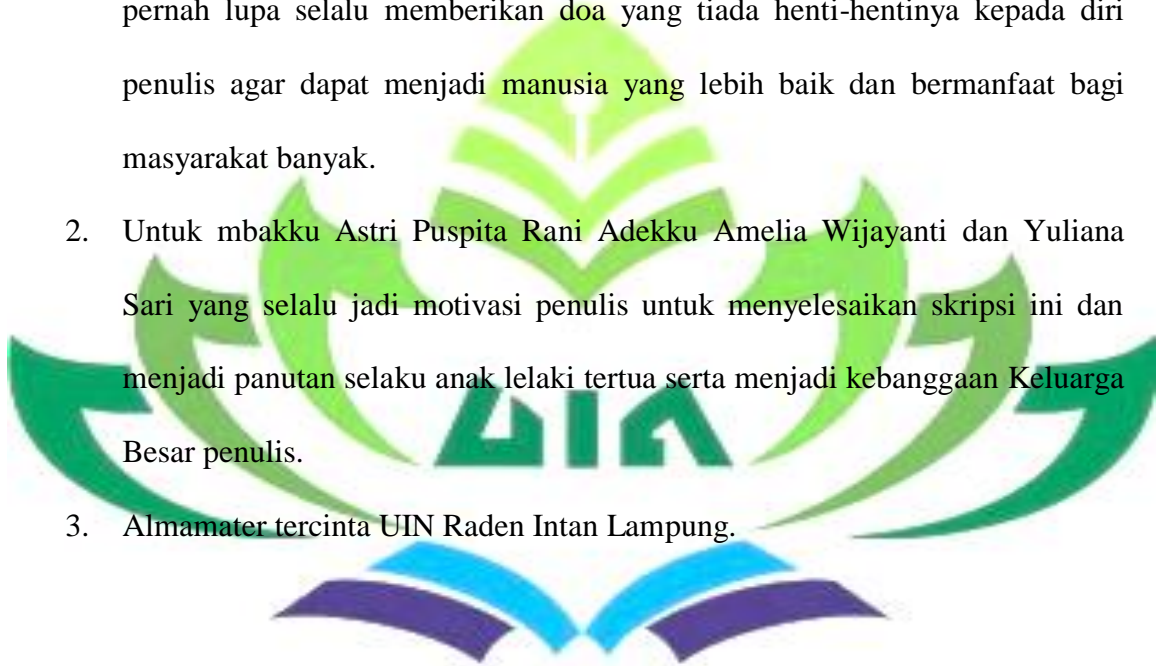 pernah lupa selalu memberikan doa yang tiada henti-hentinya kepada diri
penulis agar dapat menjadi manusia yang lebih baik dan bermanfaat bagi
masyarakat banyak.
2. Untuk mbakku Astri Puspita Rani Adekku Amelia Wijayanti dan Yuliana
Sari yang selalu jadi motivasi penulis untuk menyelesaikan skripsi ini dan
menjadi panutan selaku anak lelaki tertua serta menjadi kebanggaan Keluarga
UIN
Besar penulis.
3. Almamater tercinta UIN Raden Intan Lampung.